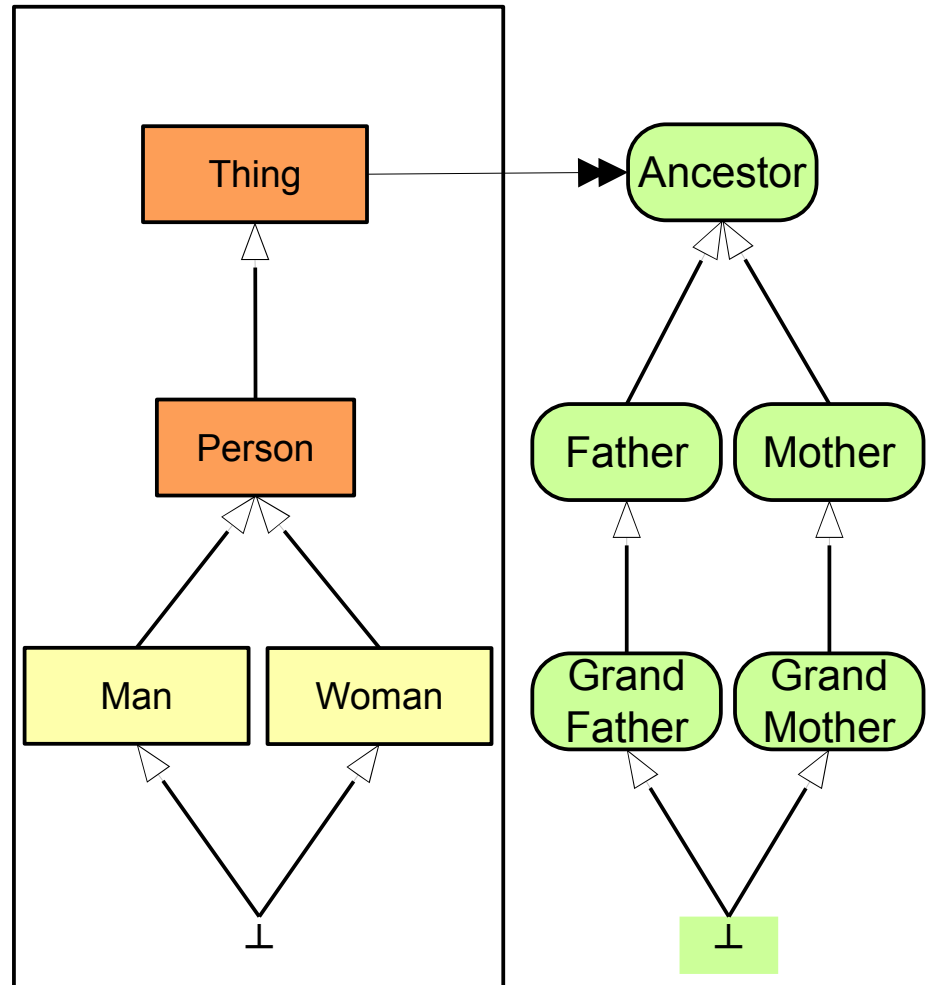 Thing
Ancestor
Person
Father
Mother
Man
Woman
Grand
Father
Grand
Mother
⊥
⊥